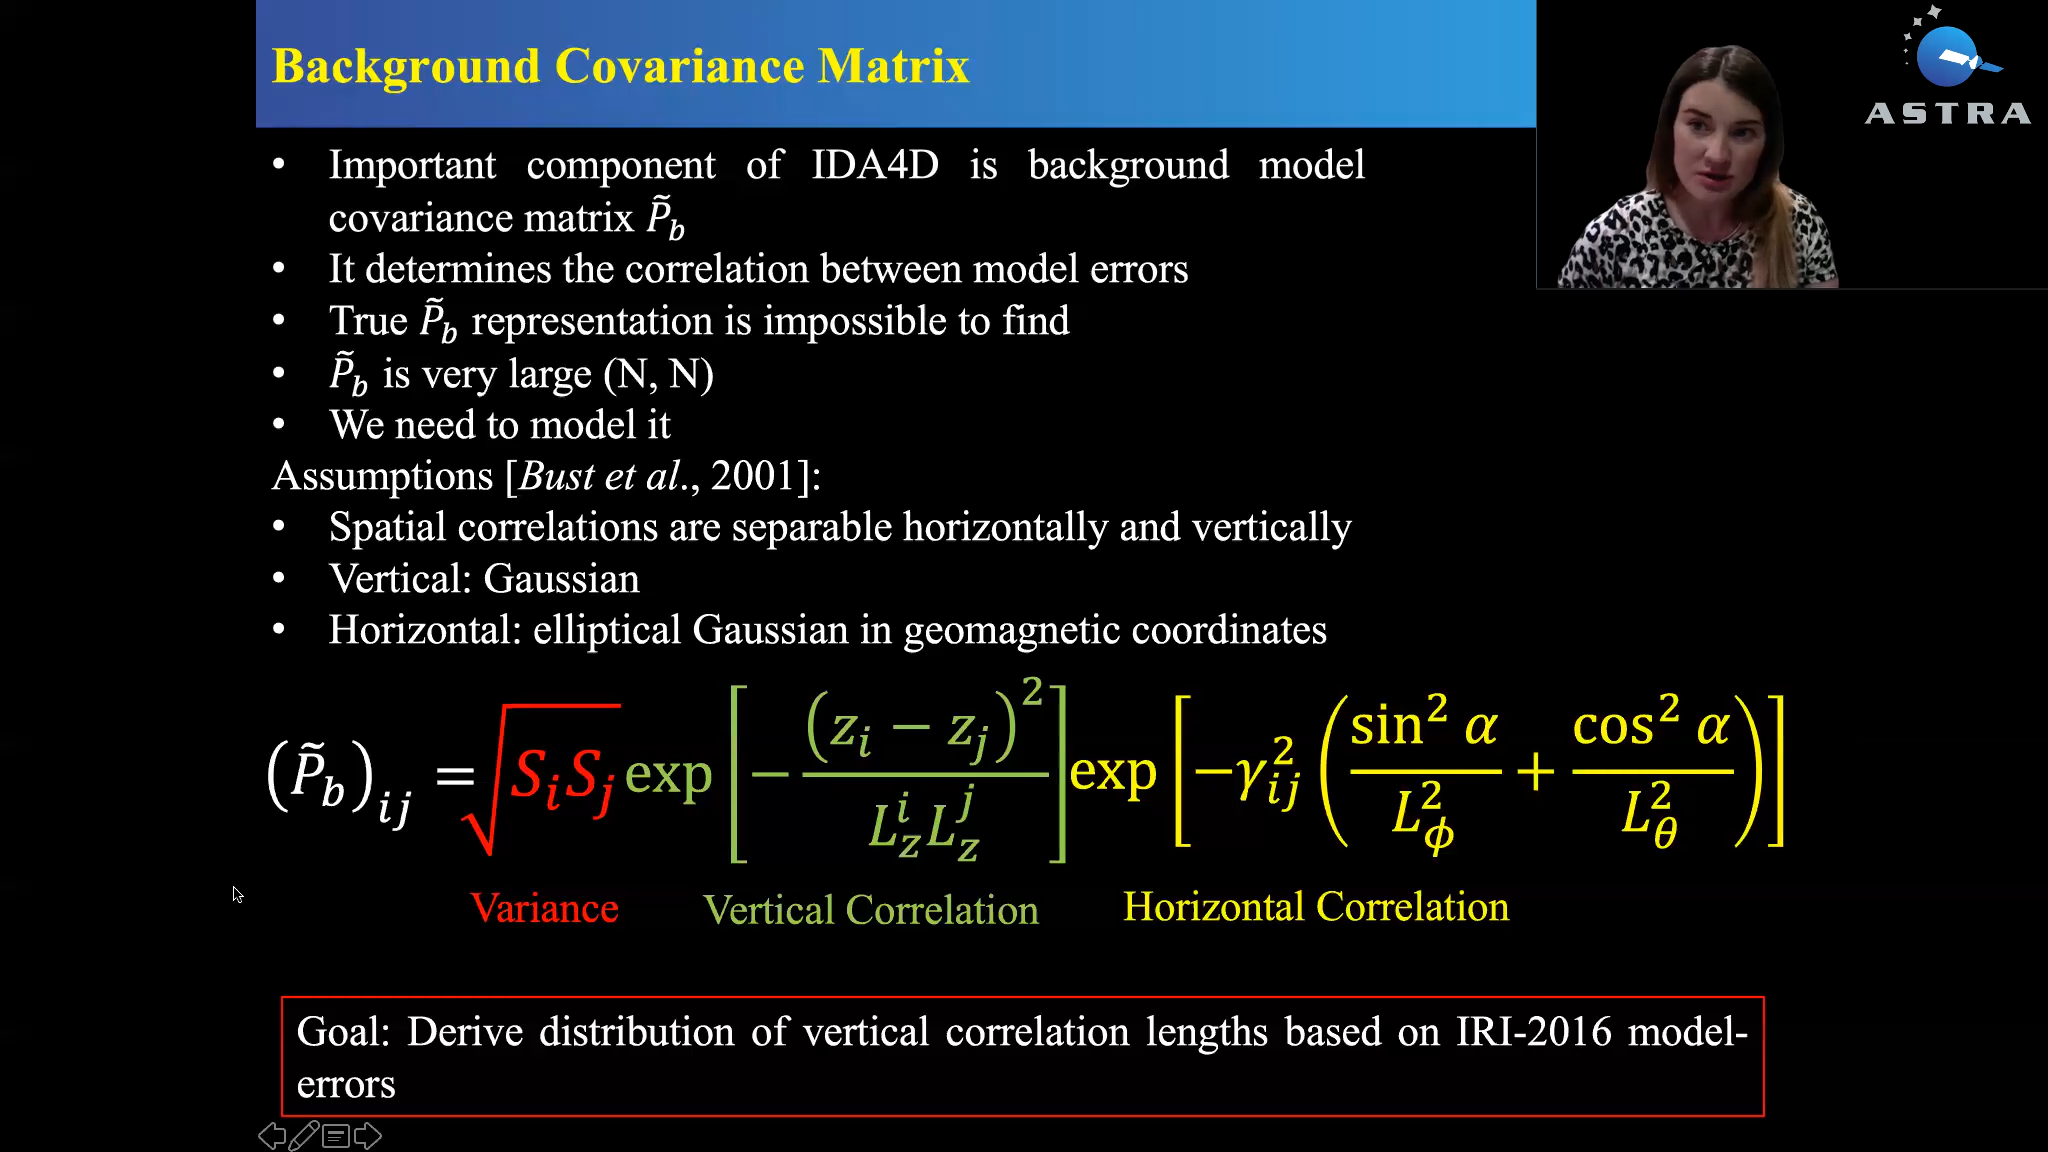 Background Covariance Matrix
ASTRA
• Important component of IDA4D is background model
covariance matrix P̃_b
• It determines the correlation between model errors
• True P̃_b representation is impossible to find
• P̃_b is very large (N, N)
• We need to model it
Assumptions [Bust et al., 2001]:
• Spatial correlations are separable horizontally and vertically
• Vertical: Gaussian
• Horizontal: elliptical Gaussian in geomagnetic coordinates
(P̃_b)_ij = √(S_i S_j) exp[−(z_i − z_j)²/(L_z^i L_z^j)] exp[−γ_ij²(sin² α/L_ϕ² + cos² α/L_θ²)]
Variance Vertical Correlation Horizontal Correlation
Goal: Derive distribution of vertical correlation lengths based on IRI-2016 model-
errors